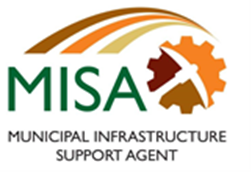 MISA
MUNICIPAL INFRASTRUCTURE
SUPPORT AGENT